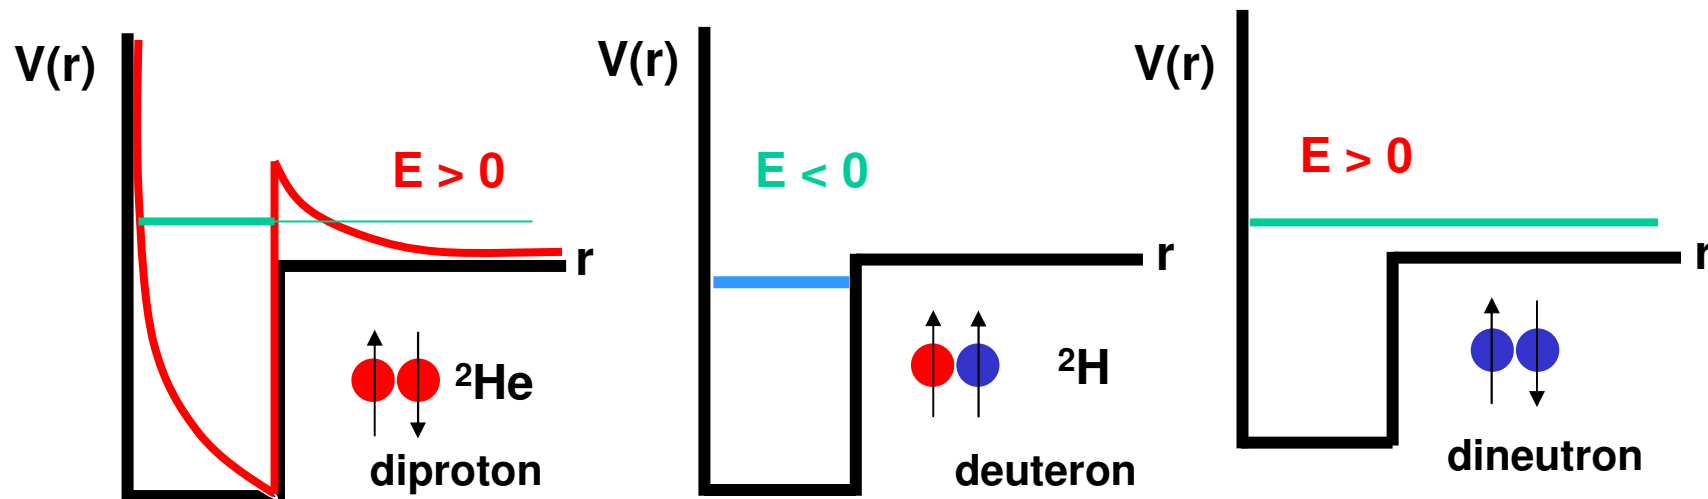 V(r)
E > 0
r
²He
diproton
V(r)
E < 0
r
²H
deuteron
V(r)
E > 0
r
dineutron